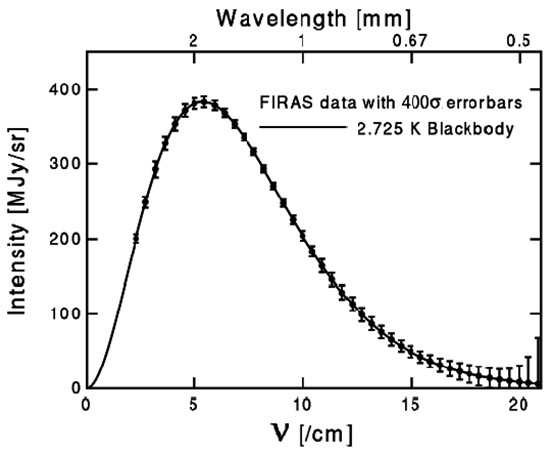 Wavelength [mm]
2 1 0.67 0.5
400
FIRAS data with 400σ errorbars
2.725 K Blackbody
300
Intensity [MJy/sr]
200
100
0
0 5 10 15 20
ν [/cm]